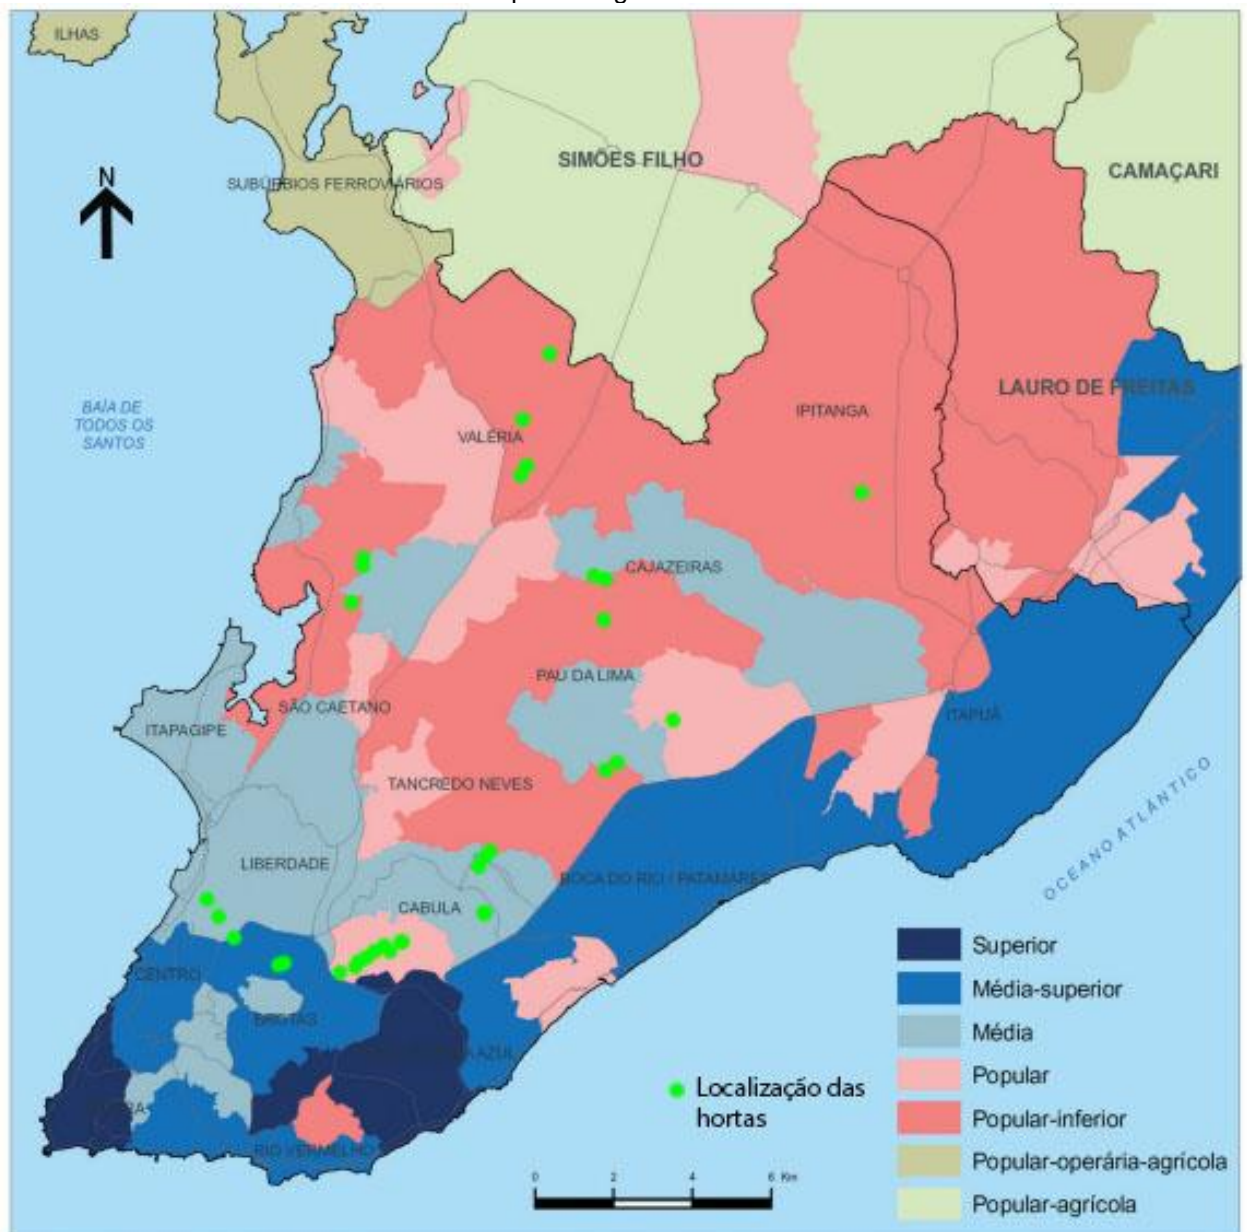 ILHAS
SIMÕES FILHO
CAMAÇARI
N
SUBÚRBIOS FERROVIÁRIOS
BAÍA DE
TODOS OS
SANTOS
LAURO DE FREITAS
IPITANGA
VALÉRIA
CAJAZEIRAS
PAU DA LIMA
SÃO CAETANO
ITAPUÃ
ITAPAGIPE
TANCREDO NEVES
OCEANO ATLÂNTICO
LIBERDADE
BOCA DO RIO / PATAMARES
CABULA
CENTRO
BROTAS
AZUL
RIO VERMELHO
Superior
Média-superior
Média
Popular
Popular-inferior
Popular-operária-agrícola
Popular-agrícola
Localização das
hortas
0 2 4 6 Km